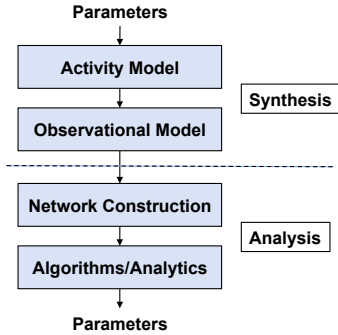 Parameters
Activity Model
Synthesis
Observational Model
Network Construction
Analysis
Algorithms/Analytics
Parameters